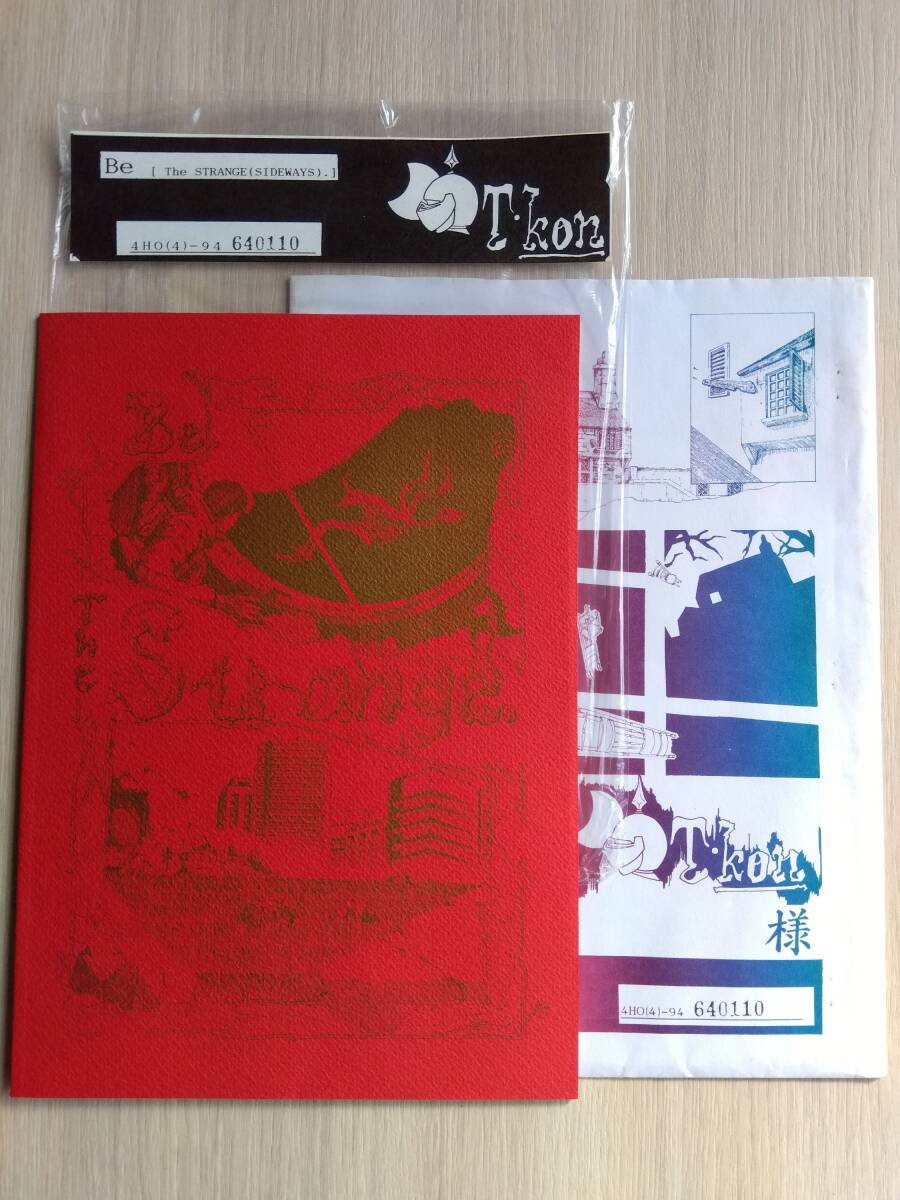 Be [ The STRANGE(SIDEWAYS).]
T·kon
4HO(4)-94 640110
Be
The
Strange
T·kon
様
4HO(4)-94 640110